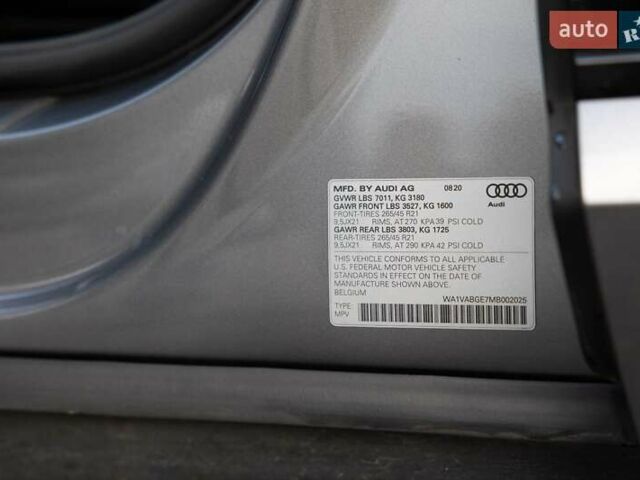 auto
R
MFD. BY AUDI AG 08 20
GVWR LBS 7011, KG 3180
GAWR FRONT LBS 3527, KG 1600
FRONT-TIRES 265/45 R21
9,5JX21 RIMS, AT 270 KPA 39 PSI COLD
GAWR REAR LBS 3803, KG 1725
REAR-TIRES 265/45 R21
9,5JX21 RIMS, AT 290 KPA 42 PSI COLD
Audi
THIS VEHICLE CONFORMS TO ALL APPLICABLE
U.S. FEDERAL MOTOR VEHICLE SAFETY
STANDARDS IN EFFECT ON THE DATE OF
MANUFACTURE SHOWN ABOVE.
BELGIUM
WA1VABGE7MB002025
TYPE:
MPV